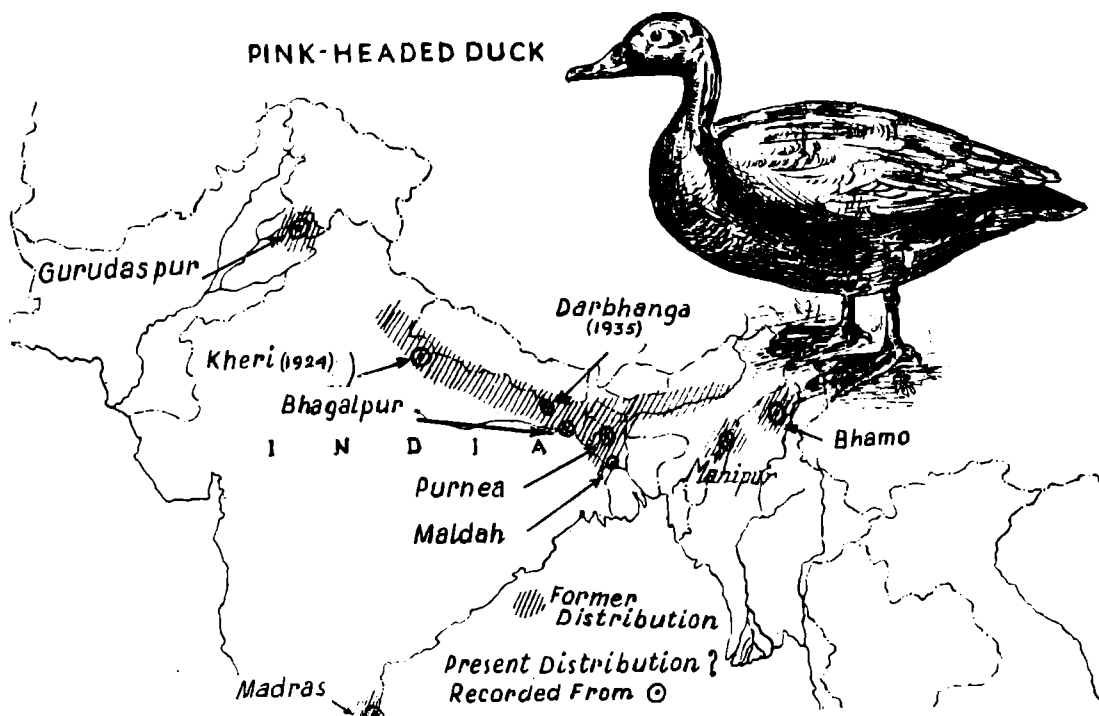 PINK-HEADED DUCK
Gurudaspur
Darbhanga
(1935)
Kheri (1924) )
Bhagalpur
INDIA
Bhamo
Manipur
Purnea
Maldah
Former
Distribution
Present Distribution ?
Recorded From
Madras